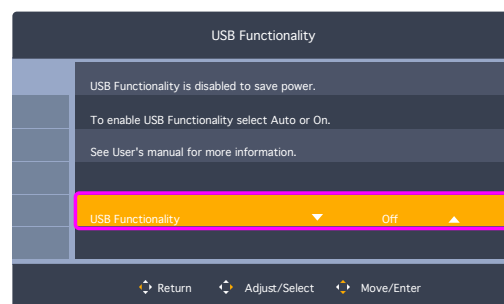 USB Functionality
USB Functionality is disabled to save power.
To enable USB Functionality select Auto or On.
See User's manual for more information.
USB Functionality Off
Return Adjust/Select Move/Enter